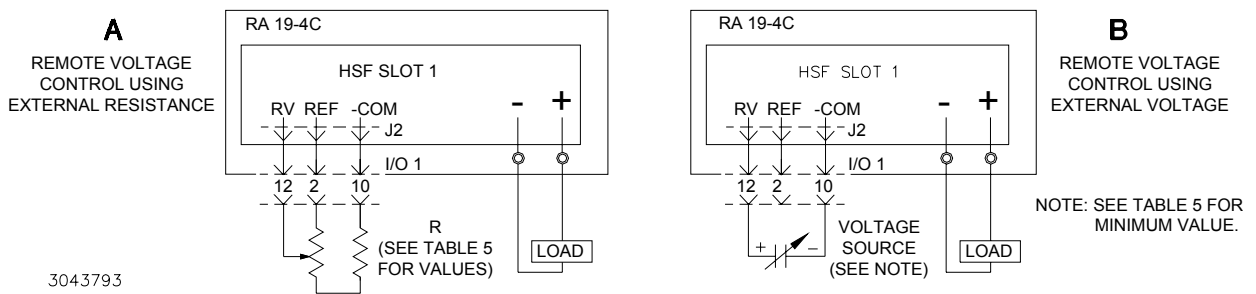 A
REMOTE VOLTAGE
CONTROL USING
EXTERNAL RESISTANCE
RA 19-4C
HSF SLOT 1
- +
RV REF -COM
J2
I/O 1
12 2 10
R
(SEE TABLE 5
FOR VALUES)
LOAD
3043793
RA 19-4C
HSF SLOT 1
- +
RV REF -COM
J2
I/O 1
12 2 10
+ -
VOLTAGE
SOURCE
(SEE NOTE)
LOAD
B
REMOTE VOLTAGE
CONTROL USING
EXTERNAL VOLTAGE
NOTE: SEE TABLE 5 FOR
MINIMUM VALUE.